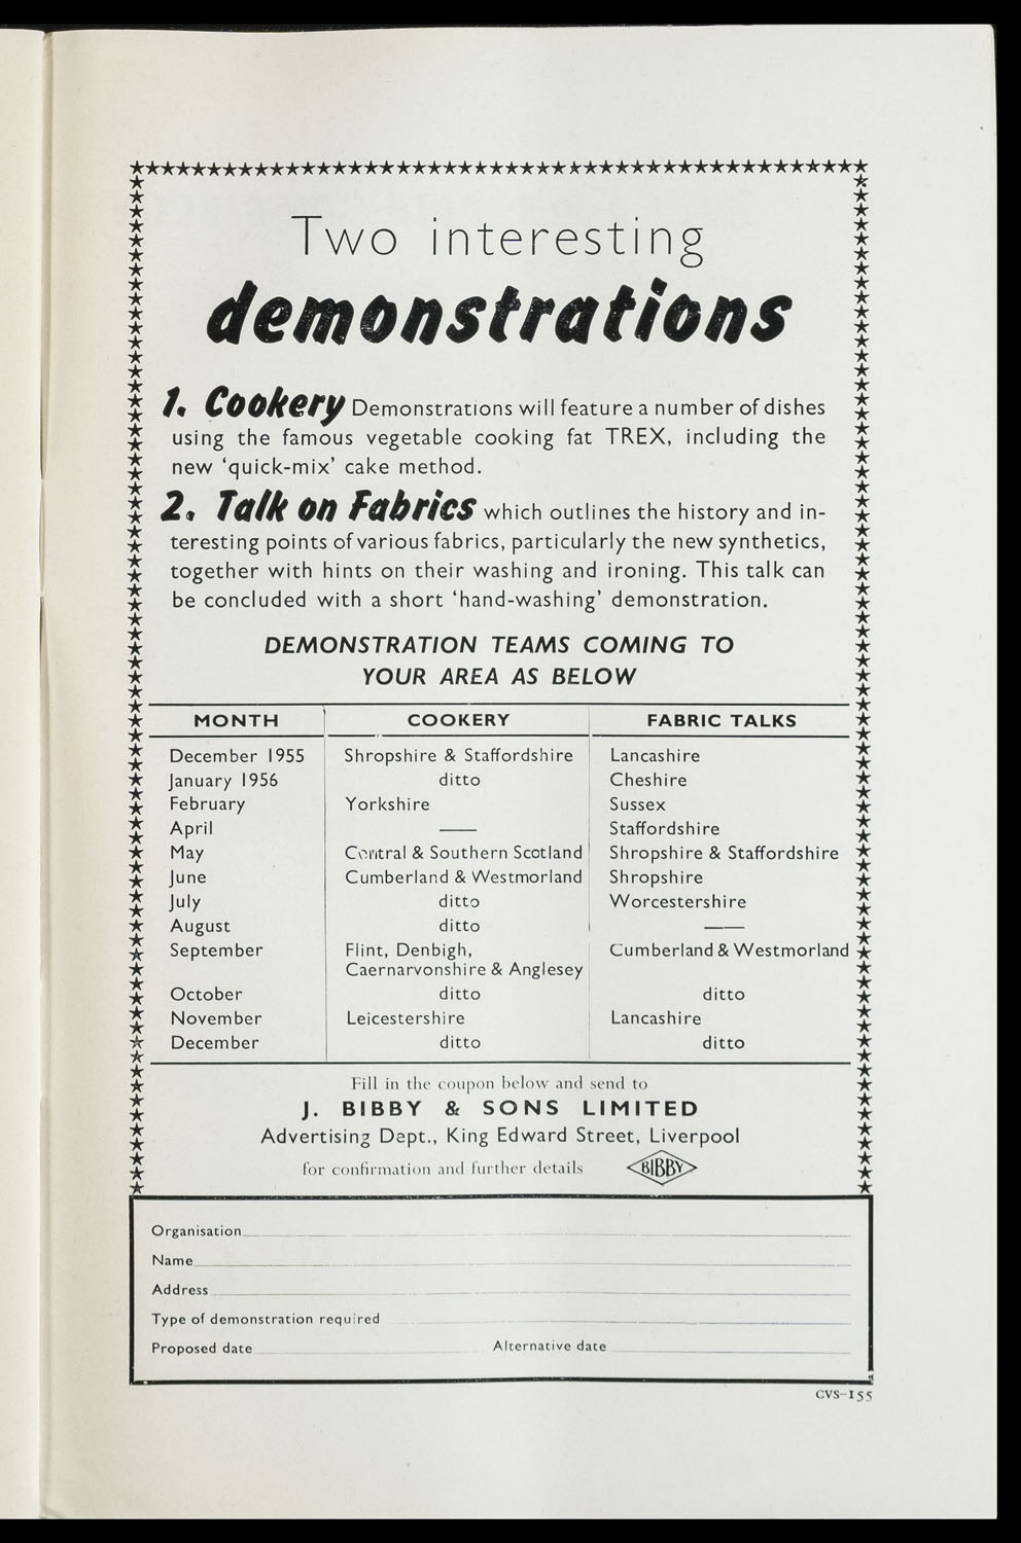 Two interesting
demonstrations
1. Cookery Demonstrations will feature a number of dishes
using the famous vegetable cooking fat TREX, including the
new ‘quick-mix’ cake method.
2. Talk on Fabrics which outlines the history and in-
teresting points of various fabrics, particularly the new synthetics,
together with hints on their washing and ironing. This talk can
be concluded with a short ‘hand-washing’ demonstration.
DEMONSTRATION TEAMS COMING TO
YOUR AREA AS BELOW
MONTH COOKERY FABRIC TALKS
December 1955 Shropshire & Staffordshire Lancashire
January 1956 ditto Cheshire
February Yorkshire Sussex
April — Staffordshire
May Central & Southern Scotland Shropshire & Staffordshire
June Cumberland & Westmorland Shropshire
July ditto Worcestershire
August ditto —
September Flint, Denbigh, Cumberland & Westmorland
Caernarvonshire & Anglesey
October ditto ditto
November Leicestershire Lancashire
December ditto ditto
Fill in the coupon below and send to
J. BIBBY & SONS LIMITED
Advertising Dept., King Edward Street, Liverpool
for confirmation and further details BIBBY
Organisation
Name
Address
Type of demonstration required
Proposed date Alternative date
CVS–155